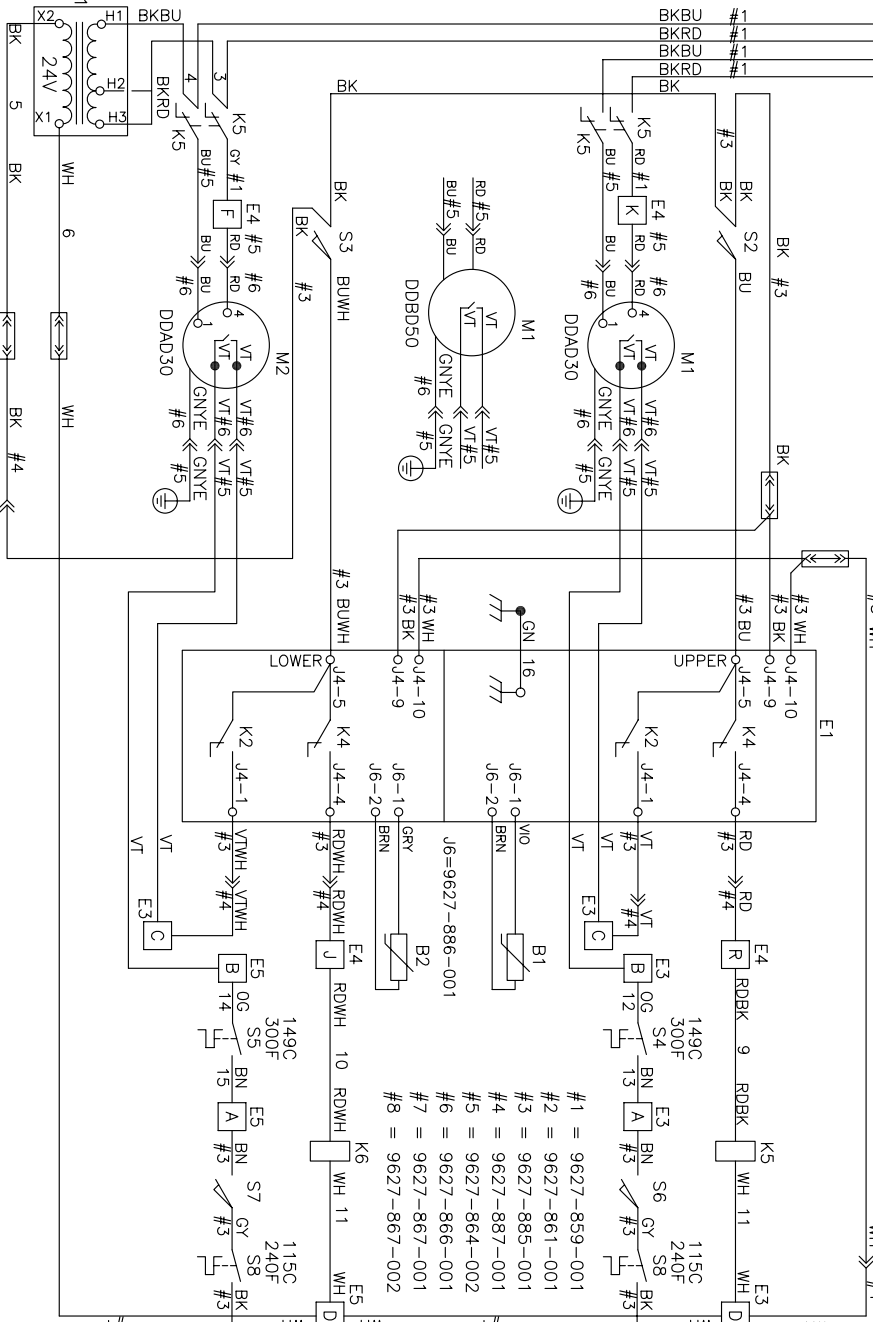 BKBU #1
BKRD #1
BKBU #1
BKRD #1
BK
BK
X2
H1
BKBU
H2
H3
X1
24V
BKRD
BK
5
BK
WH
6
WH
BK
#4
4
3
K5
K5
GY #1
BU #5
E4
F
#5
RD
BU
#6
RD
BU
#6
4
1
M2
VT
VT
DDAD30
GNYE
#6
VT#6
VT#6
VT#5
VT#5
GNYE
#5
BK
BK
#3
S3
BUWH
#3 BUWH
RD #5
BU #5
RD
BU
M1
DDBD50
VT
VT
GNYE
#6
GNYE
#5
VT#5
VT#5
K5
K5
RD #1
BU #5
E4
K
#5
RD
BU
#6
RD
BU
#6
4
1
M1
VT
VT
DDAD30
GNYE
#6
VT#6
VT#6
VT#5
VT#5
GNYE
#5
#3
BK
BK
S2
BU
BK
#3
BK
#3 WH
#3 BK
#3 BU
#3 WH
#3 BK
GN
16
E1
UPPER
J4-10
J4-9
J4-5
K4
J4-4
K2
J4-1
LOWER
J4-10
J4-9
J4-5
K4
J4-4
K2
J4-1
J6-1
J6-2
VIO
BRN
B1
J6-1
J6-2
GRY
BRN
B2
J6=9627-886-001
RD
#3
RD
#4
E4
R
RDBK
9
RDBK
K5
WH 11
WH
E3
D
VT
#3
VT
#4
VT
E3
C
E3
B
OG
12
S4
149C
300F
BN
13
E3
A
BN
#3
S6
GY
#3
S8
115C
240F
BK
#3
RDWH
#3
RDWH
#4
E4
J
RDWH
10
RDWH
K6
WH 11
WH
E5
D
VTWH
#3
VTWH
#4
VT
VT
E3
C
E5
B
OG
14
S5
149C
300F
BN
15
E5
A
BN
#3
S7
GY
#3
S8
115C
240F
BK
#3
#1 = 9627-859-001
#2 = 9627-861-001
#3 = 9627-885-001
#4 = 9627-887-001
#5 = 9627-864-002
#6 = 9627-866-001
#7 = 9627-867-001
#8 = 9627-867-002